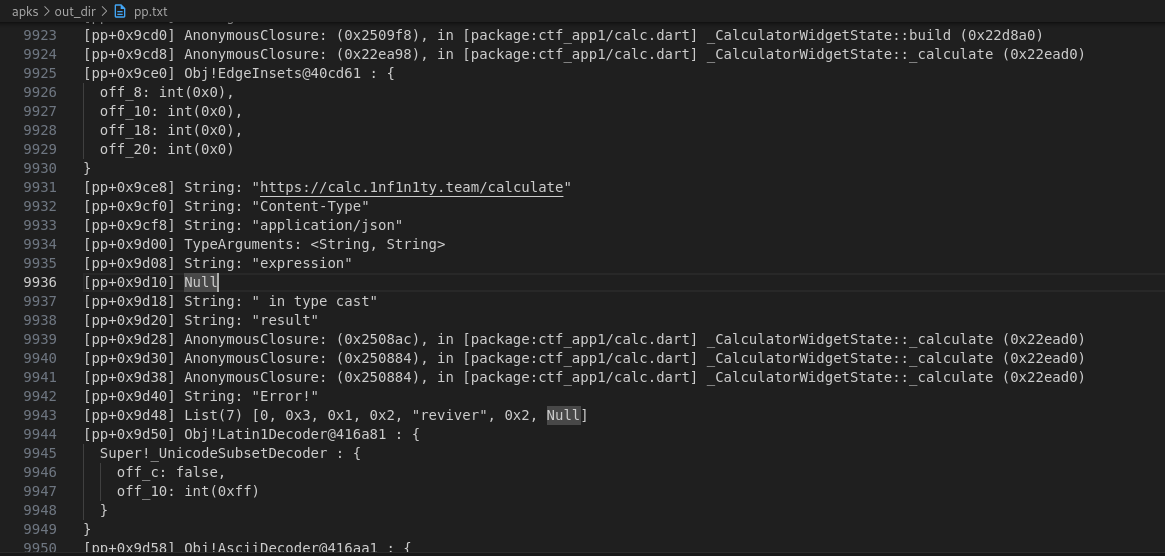 apks > out_dir > pp.txt
9923 [pp+0x9cd0] AnonymousClosure: (0x2509f8), in [package:ctf_app1/calc.dart] _CalculatorWidgetState::build (0x22d8a0)
9924 [pp+0x9cd8] AnonymousClosure: (0x22ea98), in [package:ctf_app1/calc.dart] _CalculatorWidgetState::_calculate (0x22ead0)
9925 [pp+0x9ce0] Obj!EdgeInsets@40cd61 : {
9926 off_8: int(0x0),
9927 off_10: int(0x0),
9928 off_18: int(0x0),
9929 off_20: int(0x0)
9930 }
9931 [pp+0x9ce8] String: "https://calc.1nf1n1ty.team/calculate"
9932 [pp+0x9cf0] String: "Content-Type"
9933 [pp+0x9cf8] String: "application/json"
9934 [pp+0x9d00] TypeArguments: <String, String>
9935 [pp+0x9d08] String: "expression"
9936 [pp+0x9d10] Null
9937 [pp+0x9d18] String: " in type cast"
9938 [pp+0x9d20] String: "result"
9939 [pp+0x9d28] AnonymousClosure: (0x2508ac), in [package:ctf_app1/calc.dart] _CalculatorWidgetState::_calculate (0x22ead0)
9940 [pp+0x9d30] AnonymousClosure: (0x250884), in [package:ctf_app1/calc.dart] _CalculatorWidgetState::_calculate (0x22ead0)
9941 [pp+0x9d38] AnonymousClosure: (0x250884), in [package:ctf_app1/calc.dart] _CalculatorWidgetState::_calculate (0x22ead0)
9942 [pp+0x9d40] String: "Error!"
9943 [pp+0x9d48] List(7) [0, 0x3, 0x1, 0x2, "reviver", 0x2, Null]
9944 [pp+0x9d50] Obj!Latin1Decoder@416a81 : {
9945 Super!_UnicodeSubsetDecoder : {
9946 off_c: false,
9947 off_10: int(0xff)
9948 }
9949 }
9950 [pp+0x9d58] Obj!AsciiDecoder@416aa1 : {